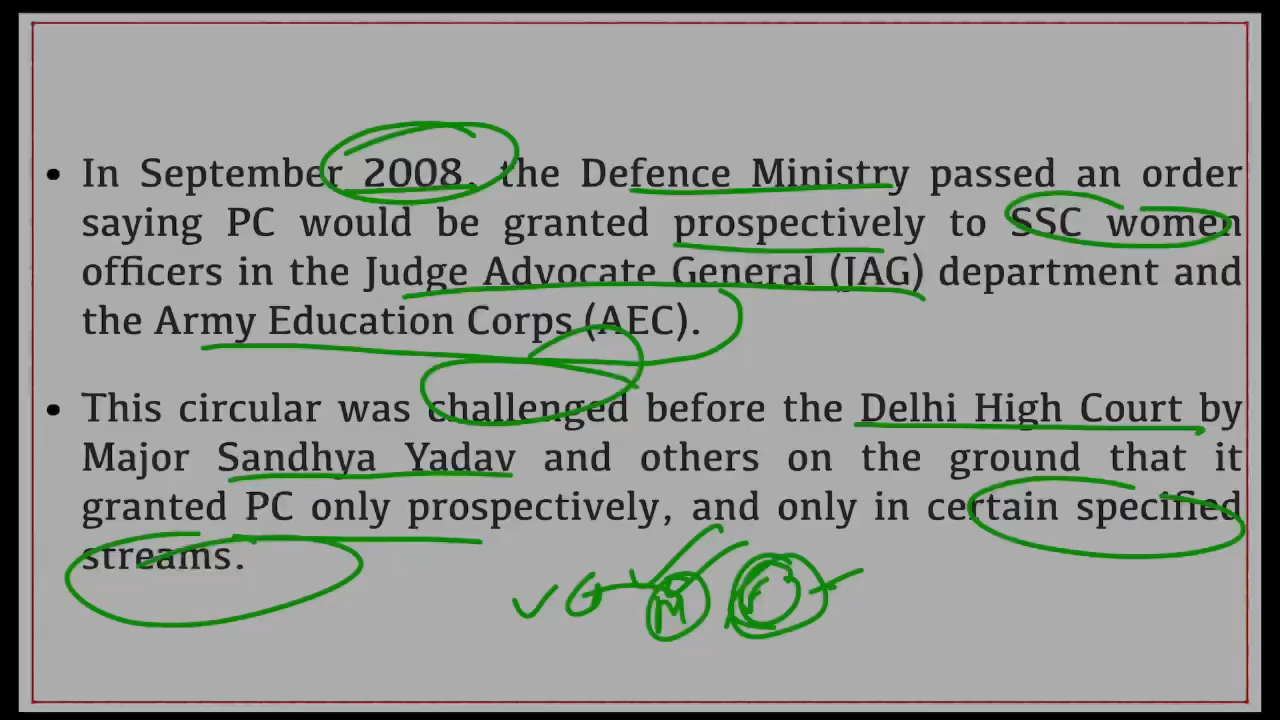 • In September 2008, the Defence Ministry passed an order
saying PC would be granted prospectively to SSC women
officers in the Judge Advocate General (JAG) department and
the Army Education Corps (AEC).
• This circular was challenged before the Delhi High Court by
Major Sandhya Yadav and others on the ground that it
granted PC only prospectively, and only in certain specified
streams.
M